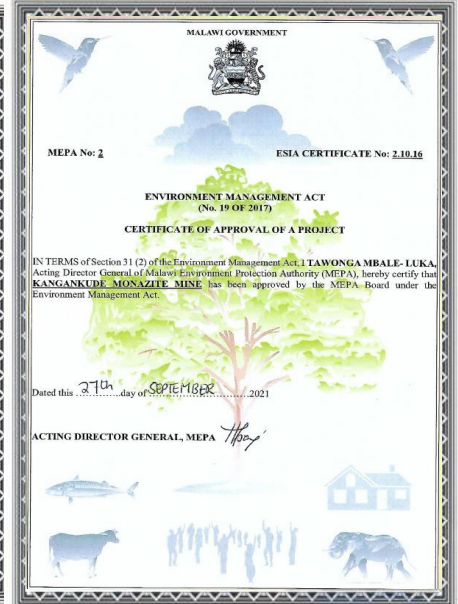 MALAWI GOVERNMENT
MEPA No: 2
ESIA CERTIFICATE No: 2.10.16
ENVIRONMENT MANAGEMENT ACT
(No. 19 OF 2017)
CERTIFICATE OF APPROVAL OF A PROJECT
IN TERMS of Section 31 (2) of the Environment Management Act, I TAWONGA MBALE- LUKA,
Acting Director General of Malawi Environment Protection Authority (MEPA), hereby certify that
KANGANKUDE MONAZITE MINE has been approved by the MEPA Board under the
Environment Management Act.
Dated this 27th day of SEPTEMBER 2021
ACTING DIRECTOR GENERAL, MEPA